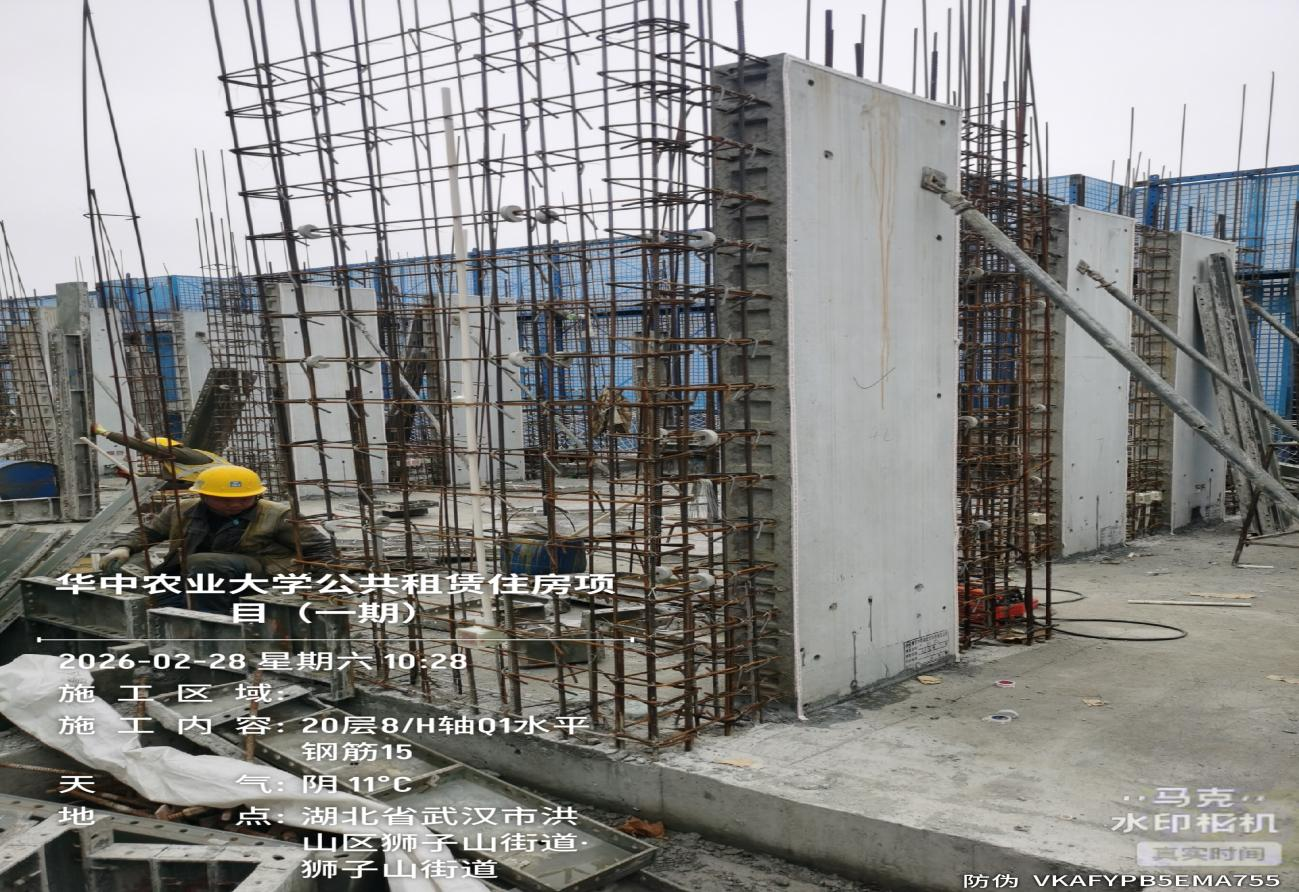 华中农业大学公共租赁住房项
目（一期）
2026-02-28 星期六 10:28
施工区域:
施工内容: 20层8/H轴Q1水平
钢筋15
天气: 阴 11°C
地点: 湖北省武汉市洪
山区狮子山街道·
狮子山街道
马克
水印相机
真实时间
防伪 VKAFYPB5EMA755